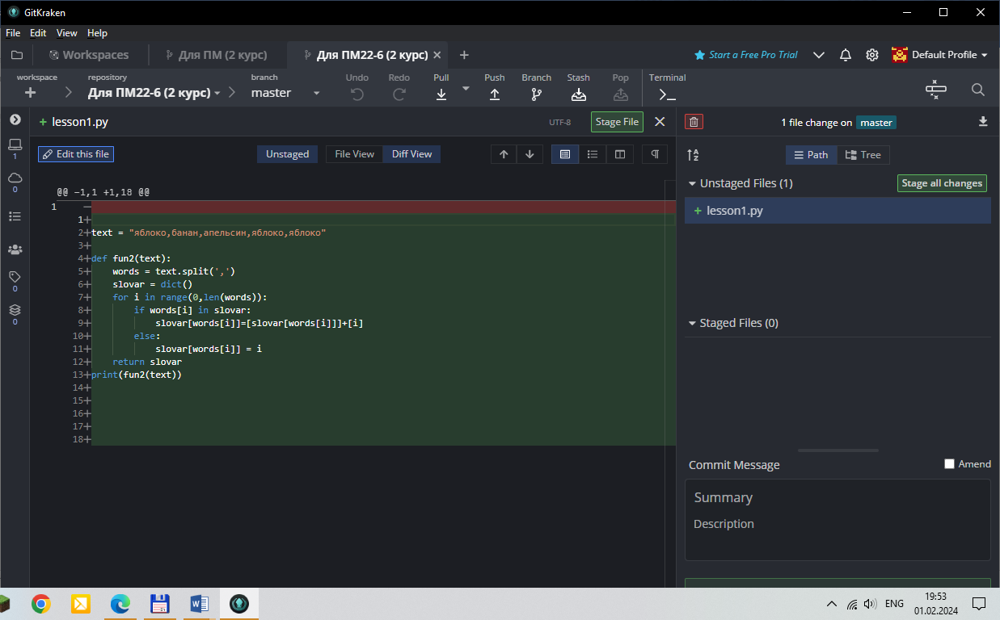 GitKraken
File Edit View Help
Workspaces Для ПМ (2 курс) Для ПМ22-6 (2 курс) Start a Free Pro Trial Default Profile
workspace repository branch Undo Redo Pull Push Branch Stash Pop Terminal
Для ПМ22-6 (2 курс) master
+ lesson1.py UTF-8 Stage File 1 file change on master
1 Edit this file Unstaged File View Diff View Path Tree
0
@@ -1,1 +1,18 @@
1 —
1+
2+text = "яблоко,банан,апельсин,яблоко,яблоко"
3+
4+def fun2(text):
5+    words = text.split(',')
6+    slovar = dict()
7+    for i in range(0,len(words)):
8+        if words[i] in slovar:
9+            slovar[words[i]]=[slovar[words[i]]]+[i]
10+        else:
11+            slovar[words[i]] = i
12+    return slovar
13+print(fun2(text))
14+
15+
16+
17+
18+
0
0
Unstaged Files (1) Stage all changes
+ lesson1.py
Staged Files (0)
Commit Message Amend
Summary
Description
ENG 19:53
01.02.2024